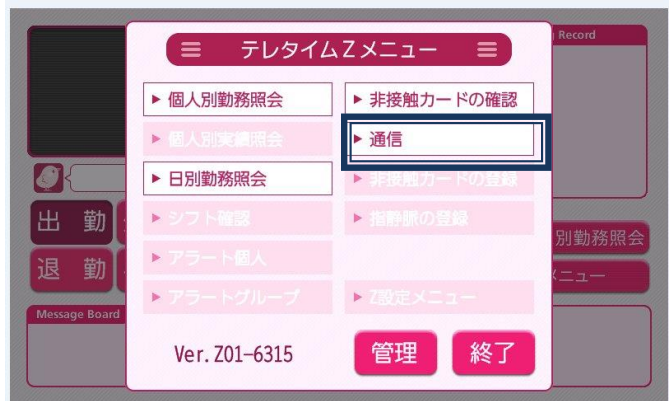 テレタイムZメニュー
▶ 個人別勤務照会
▶ 非接触カードの確認
▶ 個人別実績照会
▶ 通信
▶ 日別勤務照会
▶ 非接触カードの登録
▶ シフト確認
▶ 指静脈の登録
▶ アラート個人
▶ アラートグループ
▶ Z設定メニュー
Ver. Z01-6315
管理
終了
Record
出 勤
退 勤
別勤務照会
メニュー
Message Board